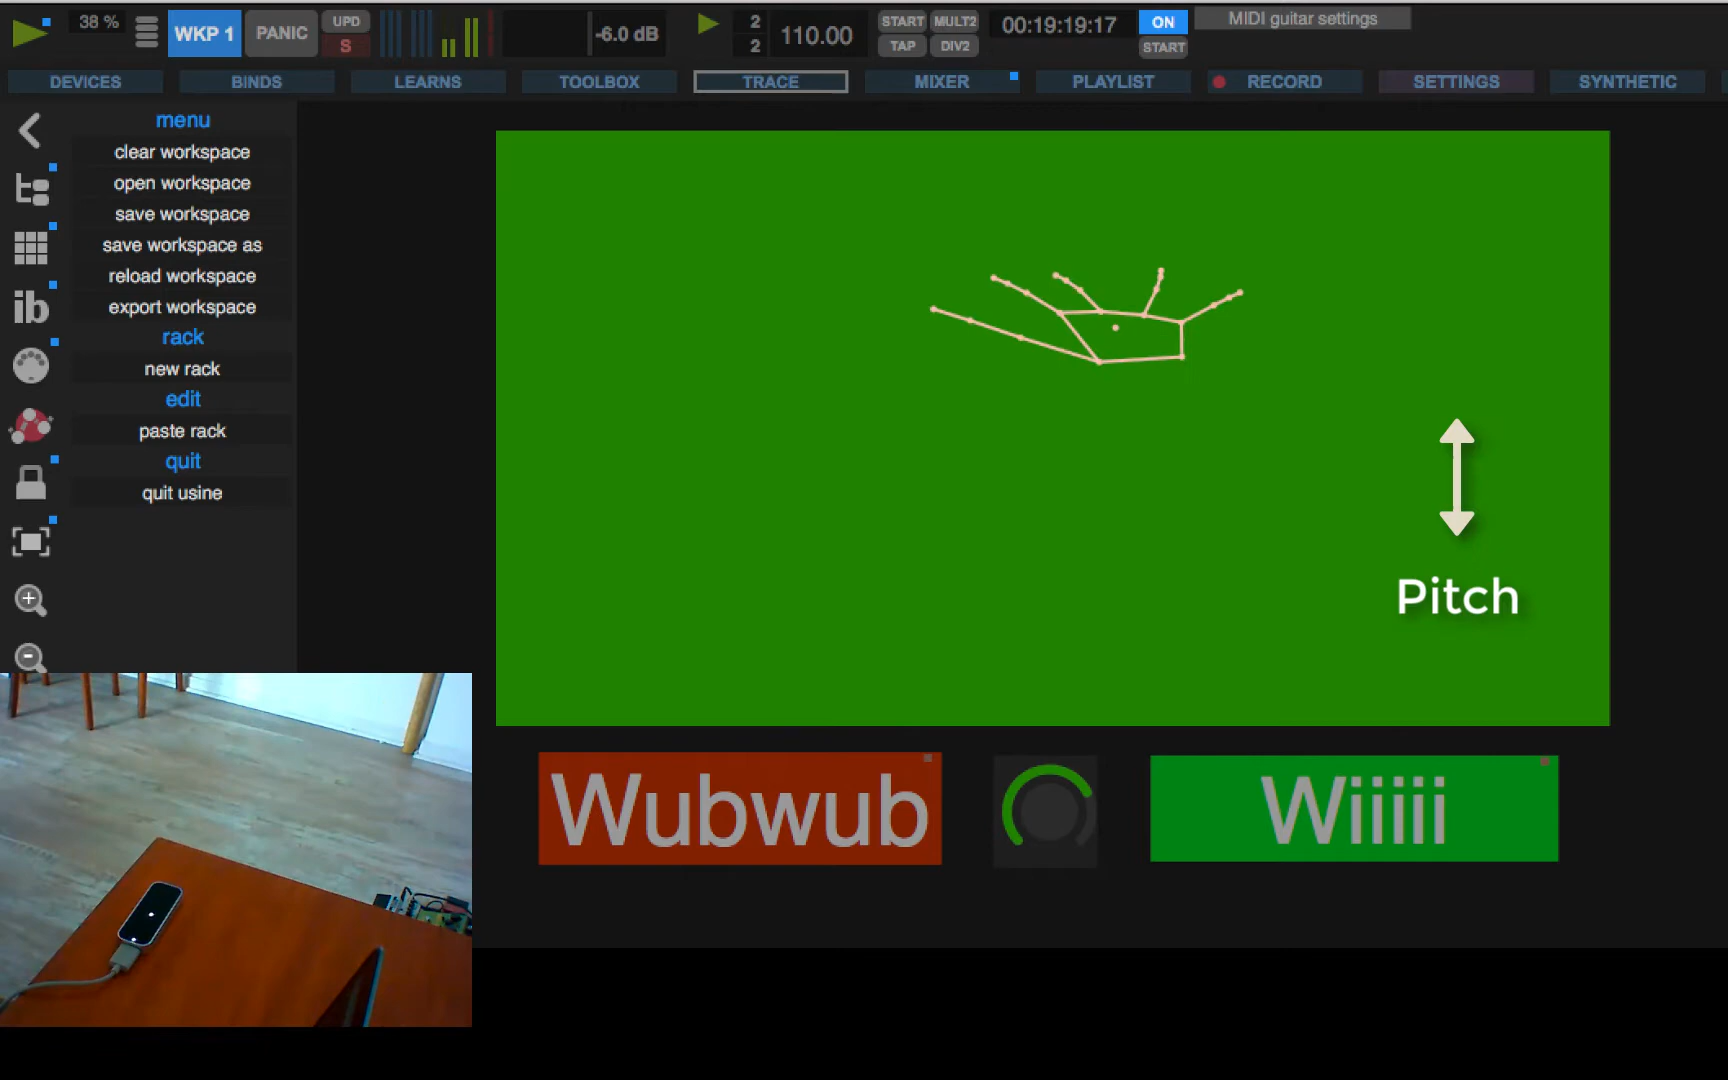 38 %
WKP 1
PANIC
UPD
S
-6.0 dB
2
2
110.00
START
MULT2
TAP
DIV2
00:19:19:17
ON
START
MIDI guitar settings
DEVICES
BINDS
LEARNS
TOOLBOX
TRACE
MIXER
PLAYLIST
RECORD
SETTINGS
SYNTHETIC
menu
clear workspace
open workspace
save workspace
save workspace as
reload workspace
export workspace
rack
new rack
edit
paste rack
quit
quit usine
ib
Pitch
Wubwub
Wiiiii